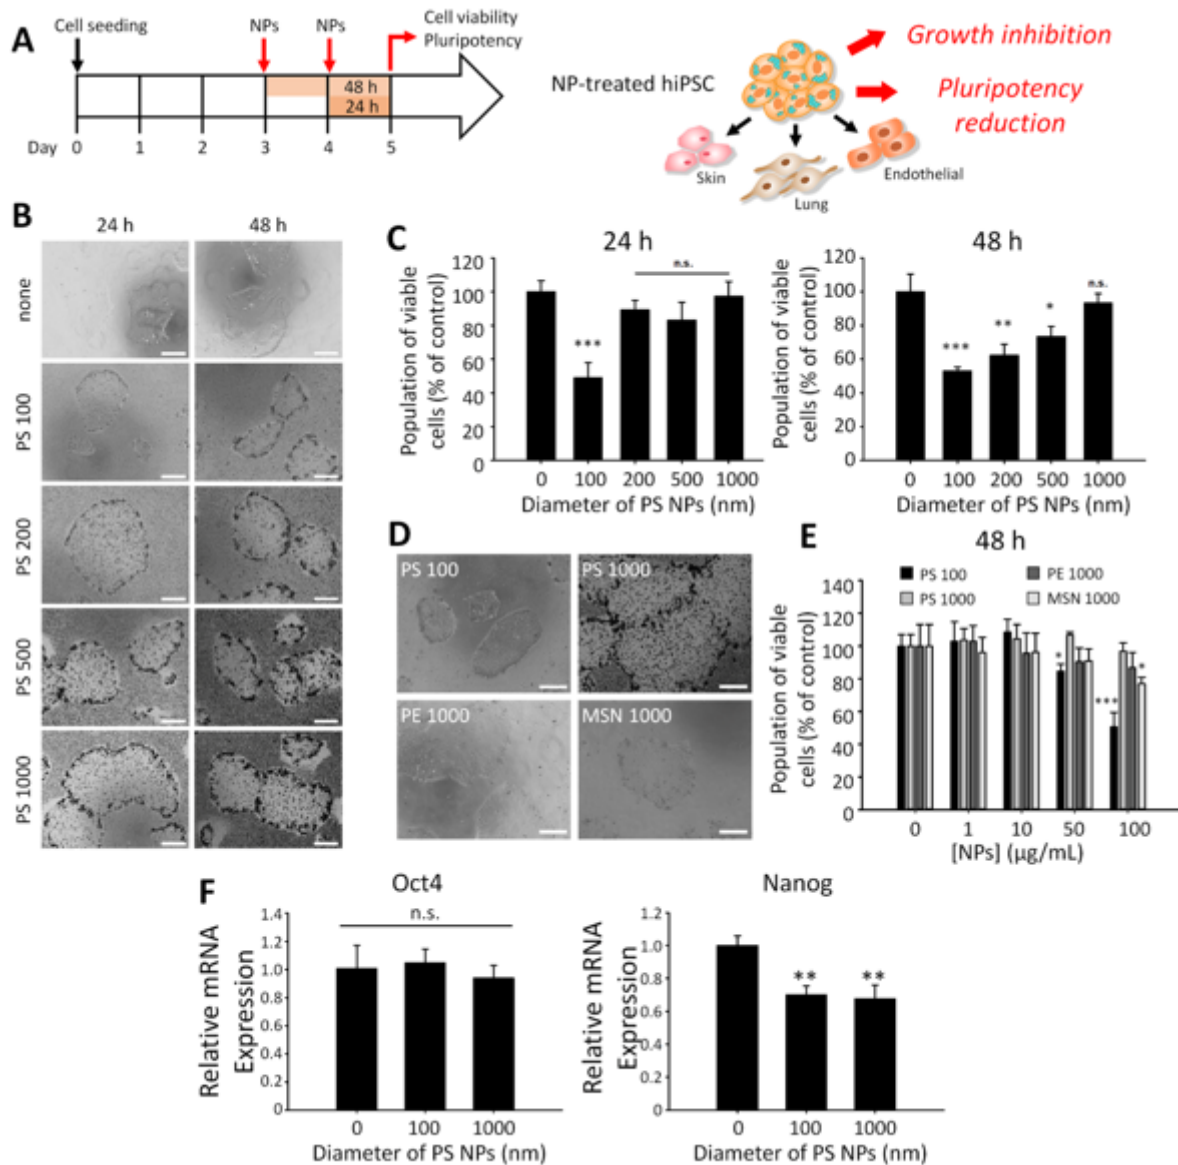 A
Cell seeding
NPs
NPs
Cell viability
Pluripotency
48 h
24 h
Day
0
1
2
3
4
5
NP-treated hiPSC
Growth inhibition
Pluripotency
reduction
Skin
Lung
Endothelial
B
24 h
48 h
none
PS 100
PS 200
PS 500
PS 1000
C
24 h
Population of viable
cells (% of control)
120
100
80
60
40
20
0
***
n.s.
0
100
200
500
1000
Diameter of PS NPs (nm)
48 h
Population of viable
cells (% of control)
120
100
80
60
40
20
0
***
**
*
n.s.
0
100
200
500
1000
Diameter of PS NPs (nm)
D
PS 100
PS 1000
PE 1000
MSN 1000
E
48 h
PS 100
PE 1000
PS 1000
MSN 1000
Population of viable
cells (% of control)
140
120
100
80
60
40
20
0
*
***
*
0
1
10
50
100
[NPs] (μg/mL)
F
Oct4
Relative mRNA
Expression
1.4
1.2
1.0
0.8
0.6
0.4
0.2
0
n.s.
0
100
1000
Diameter of PS NPs (nm)
Nanog
Relative mRNA
Expression
1.2
1.0
0.8
0.6
0.4
0.2
0
**
**
0
100
1000
Diameter of PS NPs (nm)